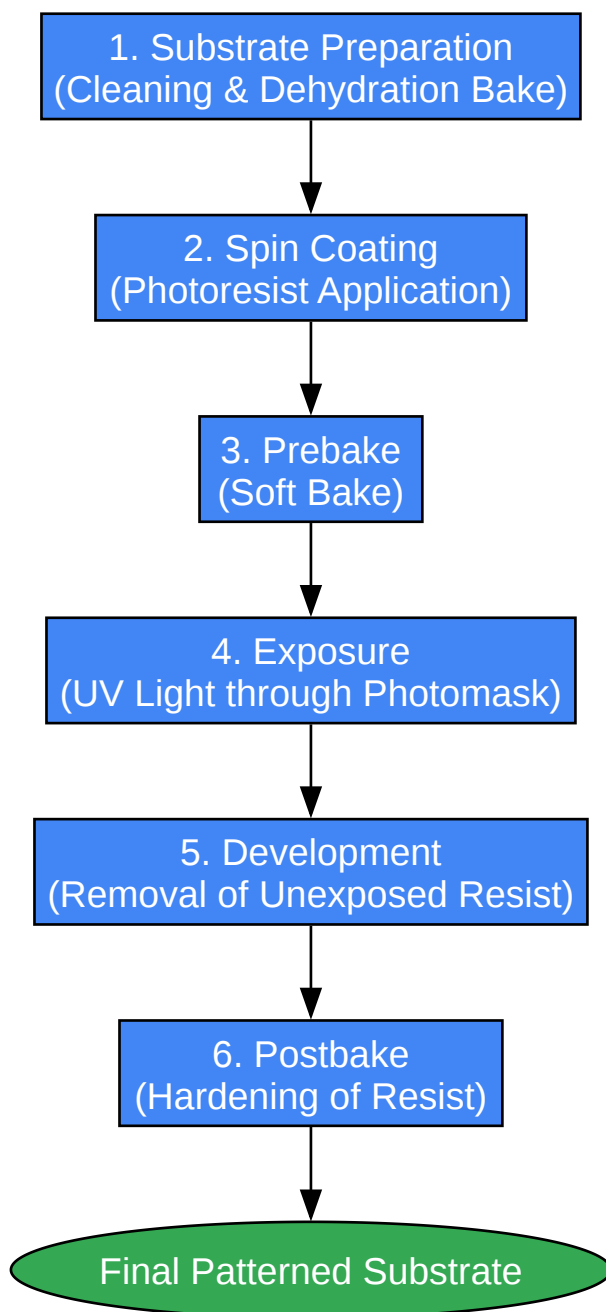 1. Substrate Preparation
(Cleaning & Dehydration Bake)
2. Spin Coating
(Photoresist Application)
3. Prebake
(Soft Bake)
4. Exposure
(UV Light through Photomask)
5. Development
(Removal of Unexposed Resist)
6. Postbake
(Hardening of Resist)
Final Patterned Substrate